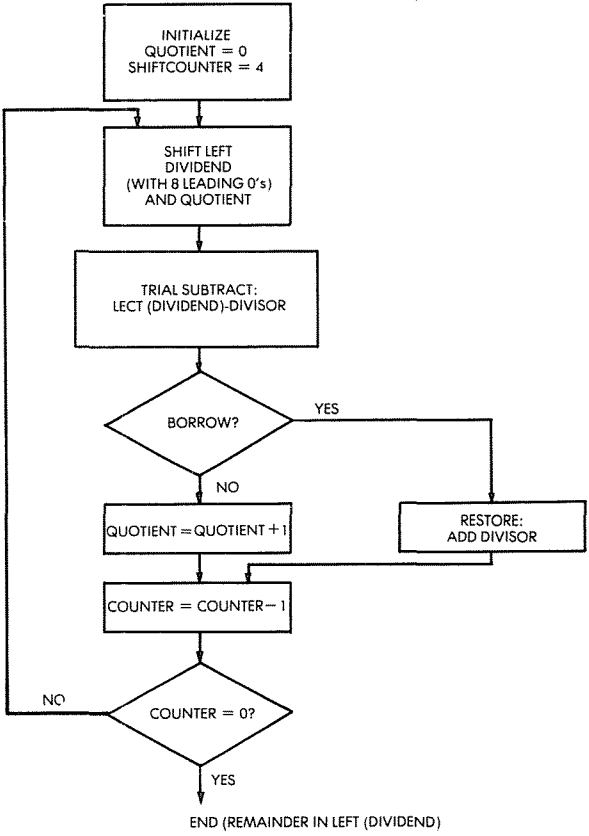 INITIALIZE
QUOTIENT = 0
SHIFTCOUNTER = 4
SHIFT LEFT
DIVIDEND
(WITH 8 LEADING 0's)
AND QUOTIENT
TRIAL SUBTRACT:
LECT (DIVIDEND)-DIVISOR
BORROW?
YES
NO
QUOTIENT = QUOTIENT + 1
RESTORE:
ADD DIVISOR
COUNTER = COUNTER - 1
NO
COUNTER = 0?
YES
END (REMAINDER IN LEFT (DIVIDEND)